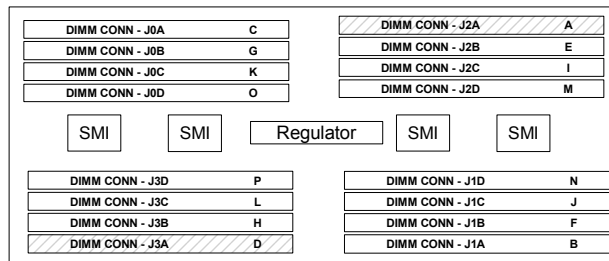 DIMM CONN - J0A C
DIMM CONN - J0B G
DIMM CONN - J0C K
DIMM CONN - J0D O
DIMM CONN - J2A A
DIMM CONN - J2B E
DIMM CONN - J2C I
DIMM CONN - J2D M
SMI SMI Regulator SMI SMI
DIMM CONN - J3D P
DIMM CONN - J3C L
DIMM CONN - J3B H
DIMM CONN - J3A D
DIMM CONN - J1D N
DIMM CONN - J1C J
DIMM CONN - J1B F
DIMM CONN - J1A B